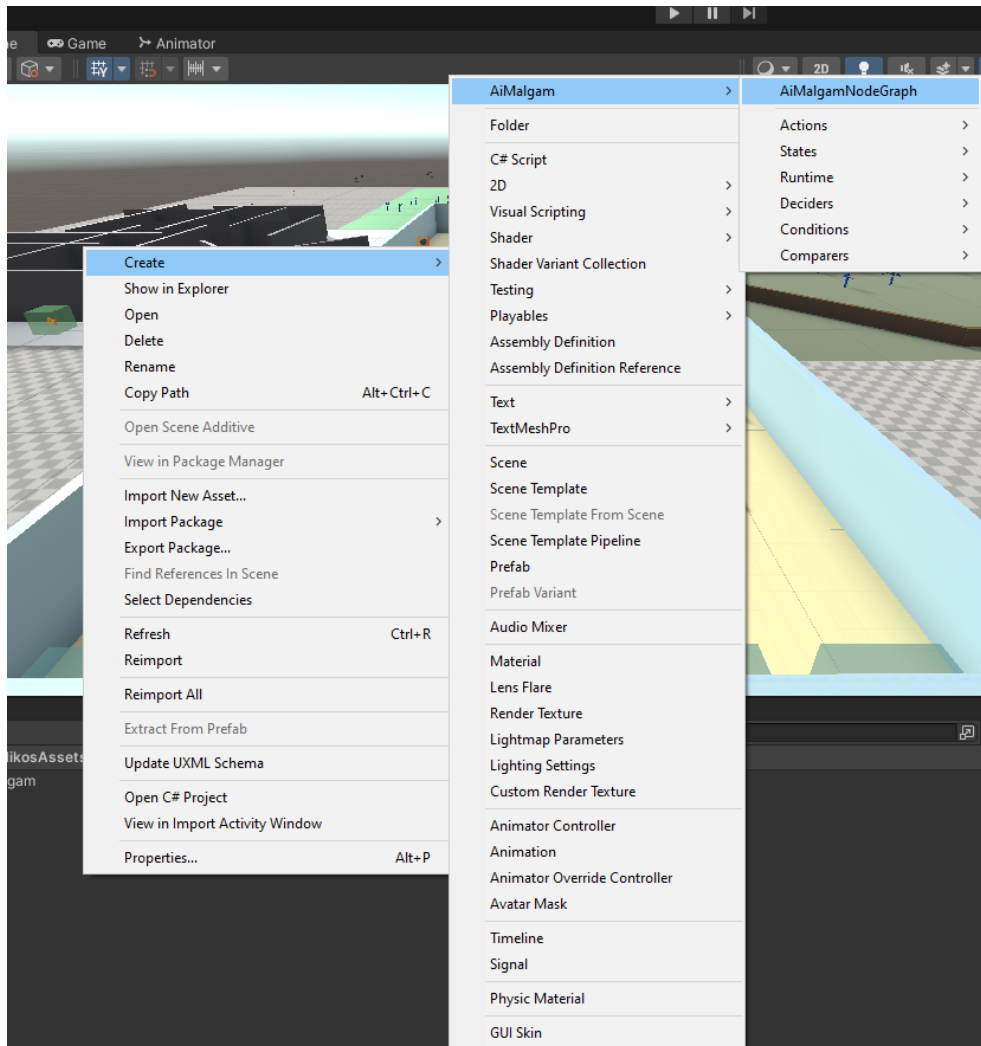 ne
Game
Animator
2D
AiMalgam
Folder
C# Script
2D
Visual Scripting
Shader
Shader Variant Collection
Testing
Playables
Assembly Definition
Assembly Definition Reference
Text
TextMeshPro
Scene
Scene Template
Scene Template From Scene
Scene Template Pipeline
Prefab
Prefab Variant
Audio Mixer
Material
Lens Flare
Render Texture
Lightmap Parameters
Lighting Settings
Custom Render Texture
Animator Controller
Animation
Animator Override Controller
Avatar Mask
Timeline
Signal
Physic Material
GUI Skin
AiMalgamNodeGraph
Actions
States
Runtime
Deciders
Conditions
Comparers
Create
Show in Explorer
Open
Delete
Rename
Copy Path Alt+Ctrl+C
Open Scene Additive
View in Package Manager
Import New Asset...
Import Package
Export Package...
Find References In Scene
Select Dependencies
Refresh Ctrl+R
Reimport
Reimport All
Extract From Prefab
Update UXML Schema
Open C# Project
View in Import Activity Window
Properties... Alt+P
likosAssets
gam